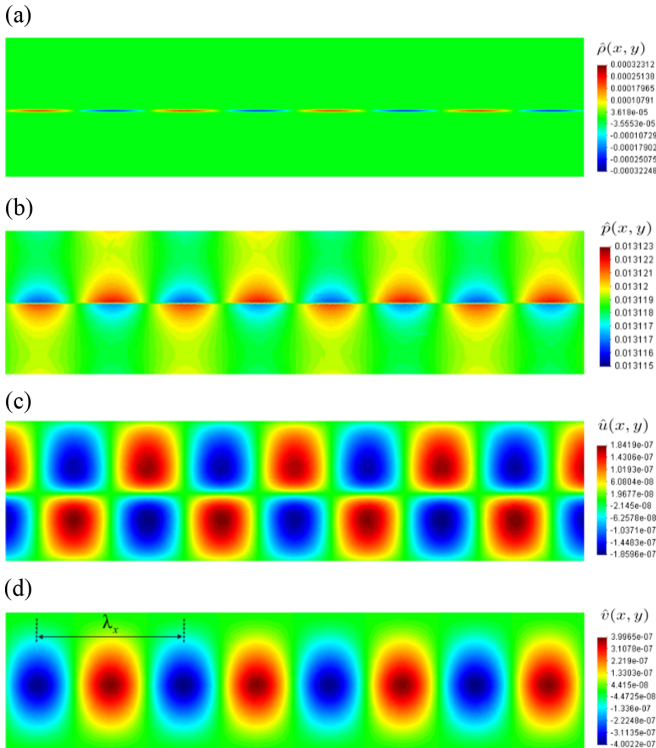 (a)
ρ̂(x, y)
0.00032312
0.00025138
0.00017965
0.00010791
3.618e-05
-3.5553e-05
-0.00010729
-0.00017902
-0.00025075
-0.00032248
(b)
p̂(x, y)
0.013123
0.013122
0.013121
0.01312
0.013119
0.013118
0.013117
0.013117
0.013116
0.013115
(c)
û(x, y)
1.8419e-07
1.4306e-07
1.0193e-07
6.0804e-08
1.9677e-08
-2.145e-08
-6.2578e-08
-1.0371e-07
-1.4483e-07
-1.8596e-07
(d)
λx
v̂(x, y)
3.9965e-07
3.1078e-07
2.219e-07
1.3303e-07
4.415e-08
-4.4725e-08
-1.336e-07
-2.2248e-07
-3.1135e-07
-4.0022e-07